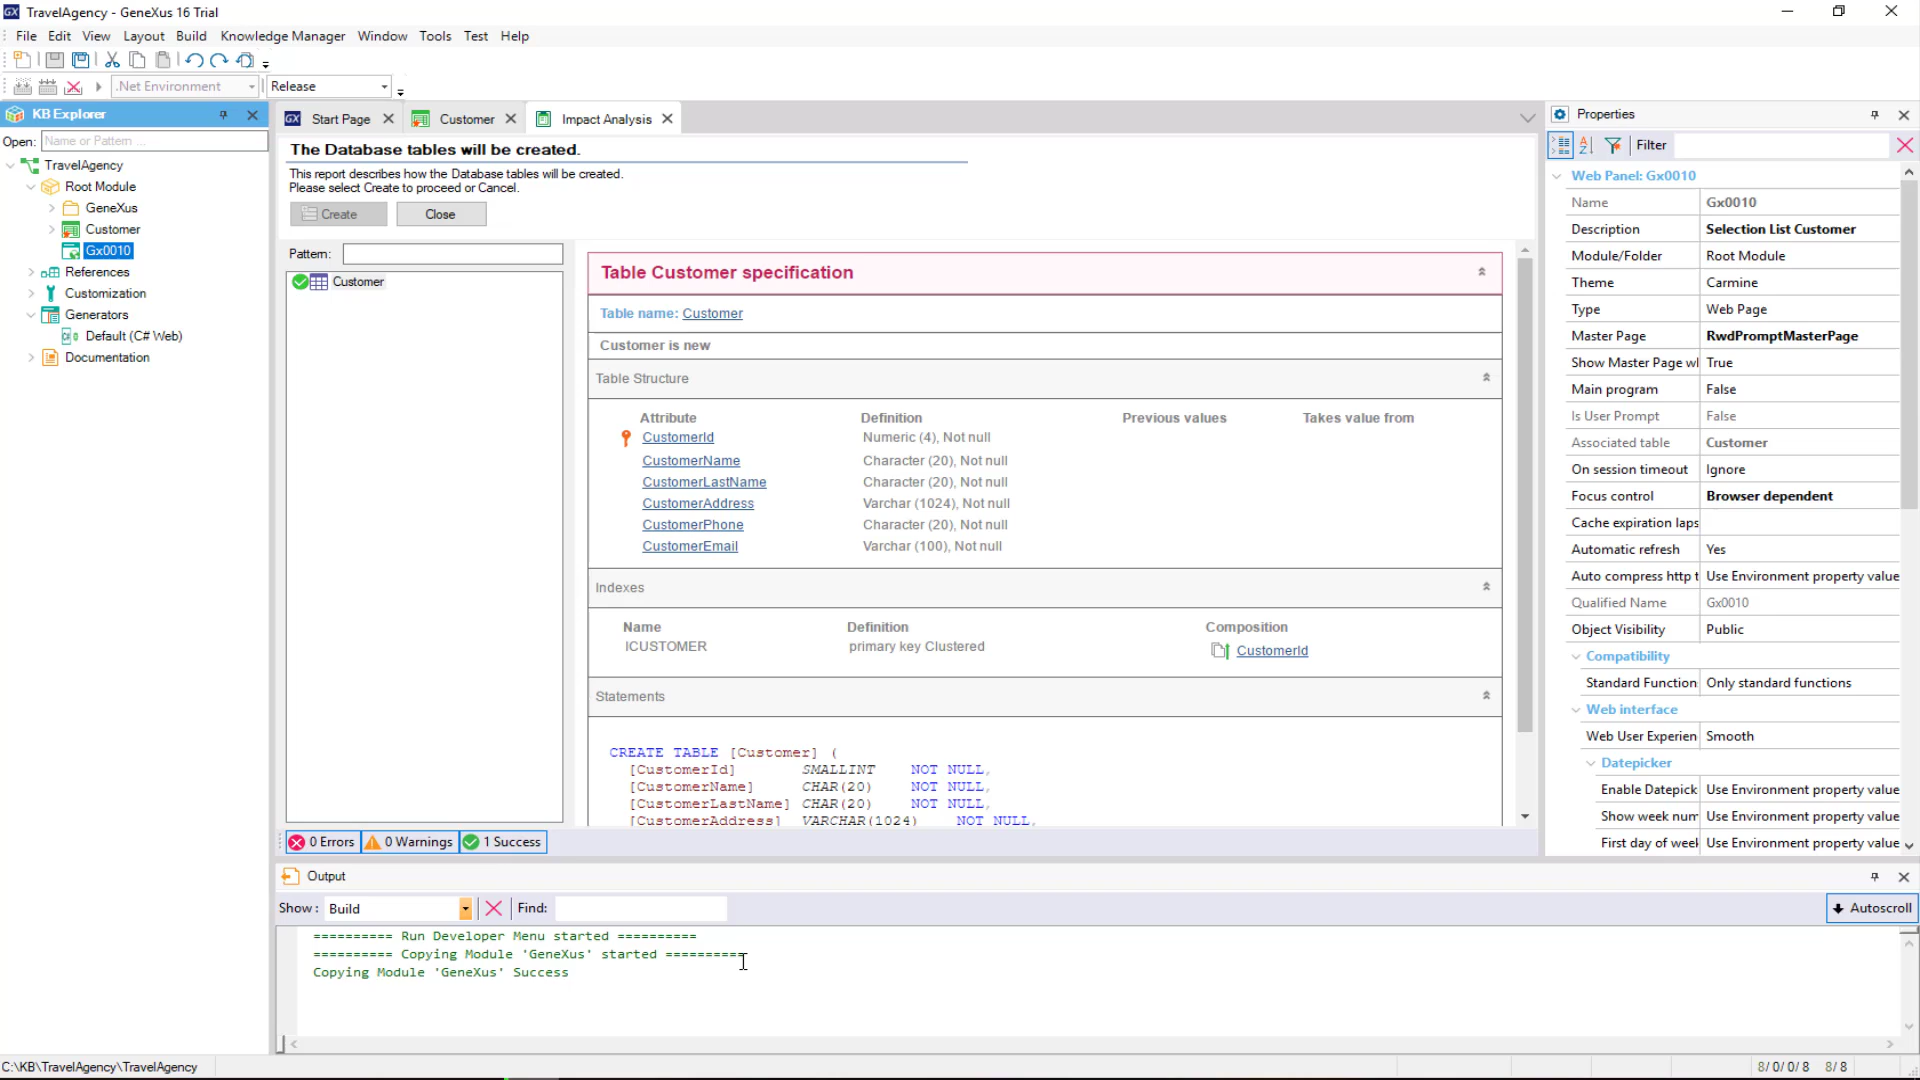 TravelAgency - GeneXus 16 Trial
File Edit View Layout Build Knowledge Manager Window Tools Test Help
.Net Environment Release
KB Explorer
Open: Name or Pattern ...
TravelAgency
Root Module
GeneXus
Customer
Gx0010
References
Customization
Generators
Default (C# Web)
Documentation
Start Page Customer Impact Analysis
The Database tables will be created.
This report describes how the Database tables will be created.
Please select Create to proceed or Cancel.
Create Close
Pattern:
Customer
Table Customer specification
Table name: Customer
Customer is new
Table Structure
Attribute Definition Previous values Takes value from
CustomerId Numeric (4), Not null
CustomerName Character (20), Not null
CustomerLastName Character (20), Not null
CustomerAddress Varchar (1024), Not null
CustomerPhone Character (20), Not null
CustomerEmail Varchar (100), Not null
Indexes
Name Definition Composition
ICUSTOMER primary key Clustered CustomerId
Statements
CREATE TABLE [Customer] (
[CustomerId] SMALLINT NOT NULL,
[CustomerName] CHAR(20) NOT NULL,
[CustomerLastName] CHAR(20) NOT NULL,
[CustomerAddress] VARCHAR(1024) NOT NULL,
0 Errors 0 Warnings 1 Success
Output
Show : Build Find: Autoscroll
========== Run Developer Menu started ==========
========== Copying Module 'GeneXus' started ==========
Copying Module 'GeneXus' Success
Properties
Filter
Web Panel: Gx0010
Name Gx0010
Description Selection List Customer
Module/Folder Root Module
Theme Carmine
Type Web Page
Master Page RwdPromptMasterPage
Show Master Page wl True
Main program False
Is User Prompt False
Associated table Customer
On session timeout Ignore
Focus control Browser dependent
Cache expiration laps
Automatic refresh Yes
Auto compress http t Use Environment property value
Qualified Name Gx0010
Object Visibility Public
Compatibility
Standard Function: Only standard functions
Web interface
Web User Experien Smooth
Datepicker
Enable Datepick Use Environment property value
Show week num Use Environment property value
First day of week Use Environment property value
C:\KB\TravelAgency\TravelAgency
8/0/0/8 8/8